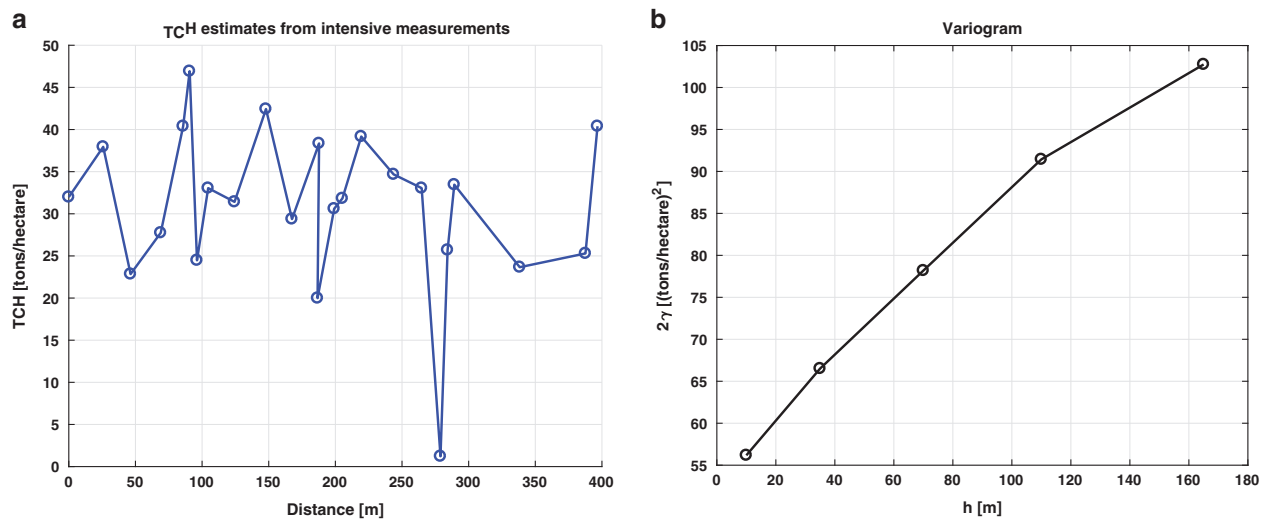 a
TCH estimates from intensive measurements
50
45
40
35
30
25
20
15
10
5
0
TCH [tons/hectare]
0 50 100 150 200 250 300 350 400
Distance [m]
b
Variogram
105
100
95
90
85
80
75
70
65
60
55
2γ [(tons/hectare)²]
0 20 40 60 80 100 120 140 160 180
h [m]